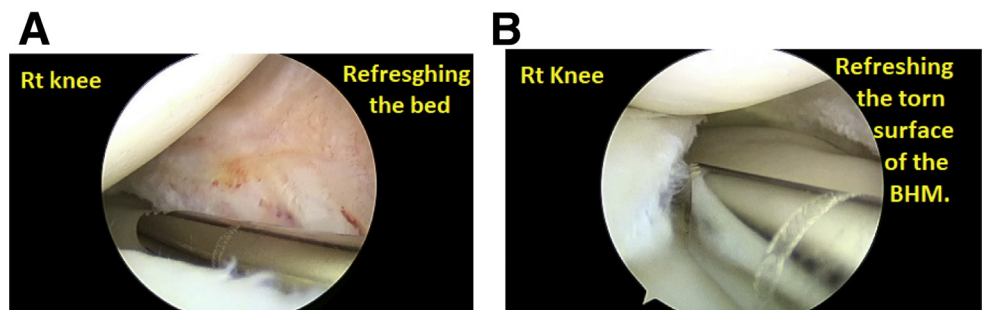 A
Rt knee
Refresghing
the bed
B
Rt Knee
Refreshing
the torn
surface
of the
BHM.